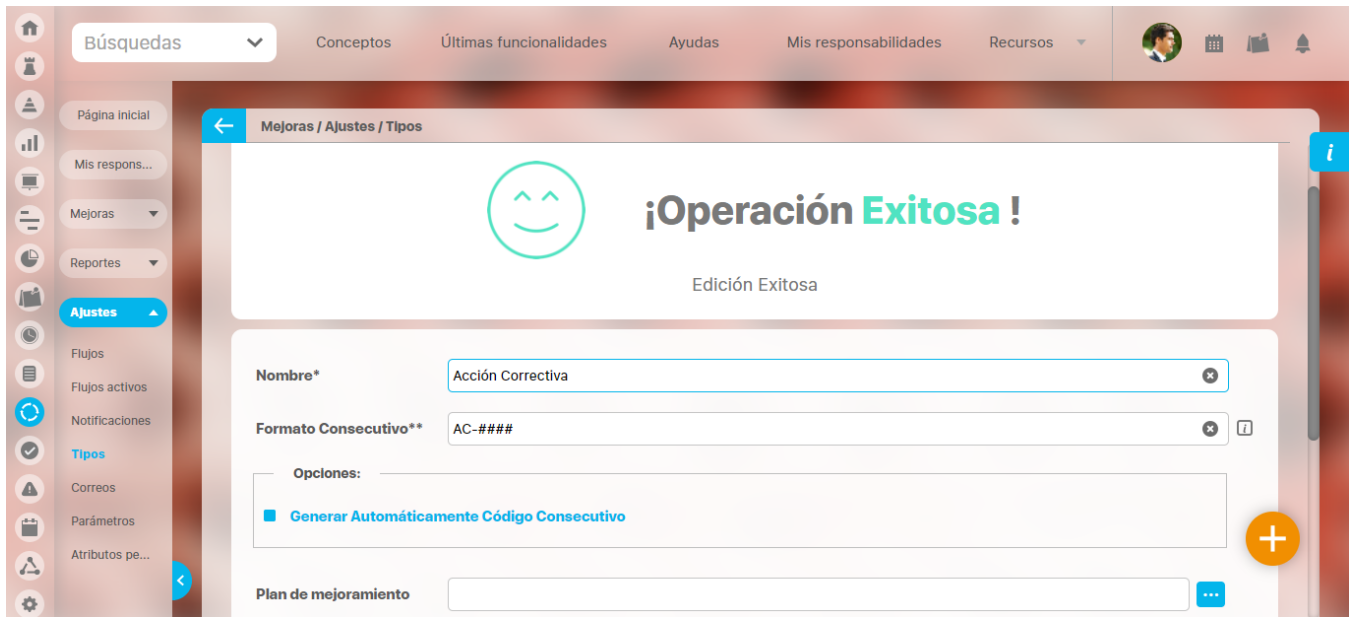 Búsquedas
Conceptos
Últimas funcionalidades
Ayudas
Mis responsabilidades
Recursos
Página inicial
Mis respons...
Mejoras
Reportes
Ajustes
Flujos
Flujos activos
Notificaciones
Tipos
Correos
Parámetros
Atributos pe...
Mejoras / Ajustes / Tipos
i
¡Operación Exitosa !
Edición Exitosa
Nombre*
Acción Correctiva
Formato Consecutivo**
AC-####
i
Opciones:
Generar Automáticamente Código Consecutivo
Plan de mejoramiento
...